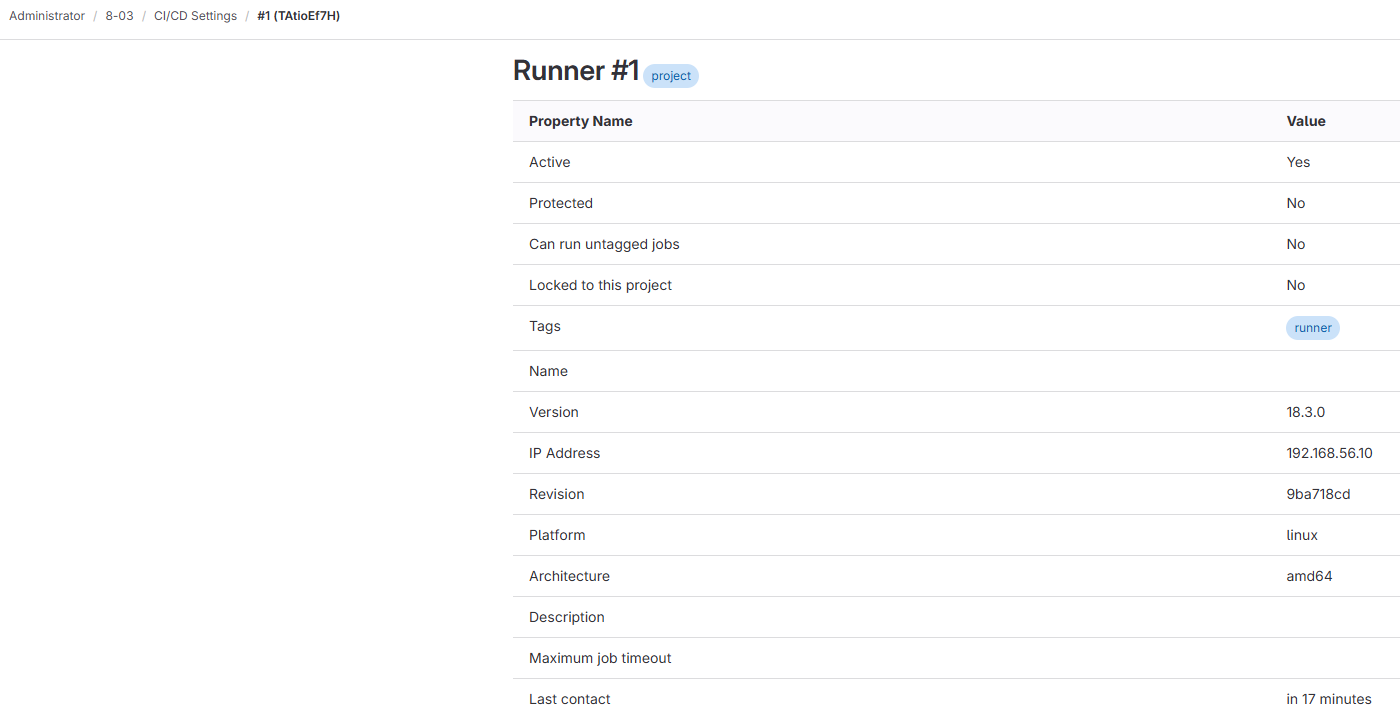 Administrator / 8-03 / CI/CD Settings / #1 (TAtioEf7H)
Runner #1 project
Property Name Value
Active Yes
Protected No
Can run untagged jobs No
Locked to this project No
Tags runner
Name
Version 18.3.0
IP Address 192.168.56.10
Revision 9ba718cd
Platform linux
Architecture amd64
Description
Maximum job timeout
Last contact in 17 minutes